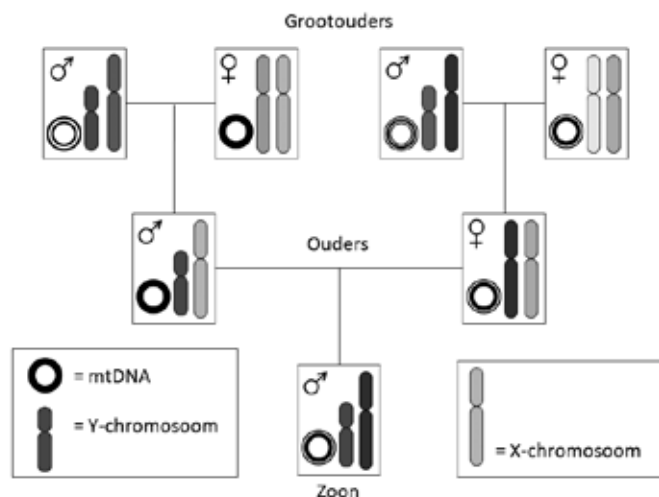 Grootouders
♂
♀
♂
♀
♂
Ouders
♀
= mtDNA
= Y-chromosoom
♂
= X-chromosoom
Zoon